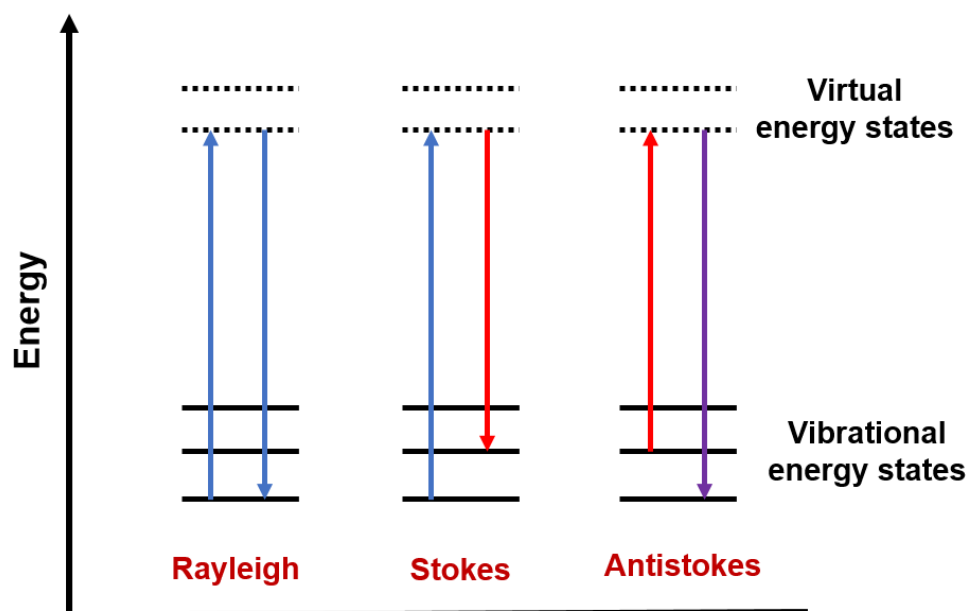 Virtual
energy states
Energy
Vibrational
energy states
Rayleigh
Stokes
Antistokes